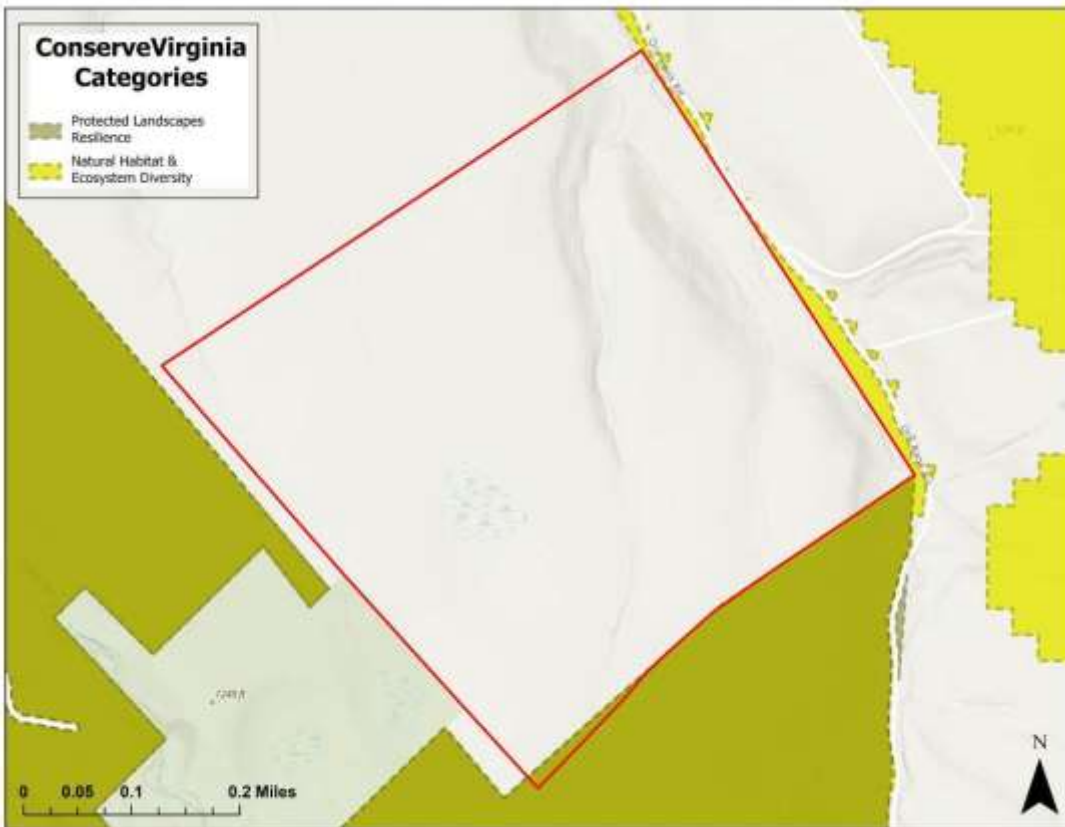 ConserveVirginia
Categories
Protected Landscapes
Resilience
Natural Habitat &
Ecosystem Diversity
N
0 0.05 0.1 0.2 Miles